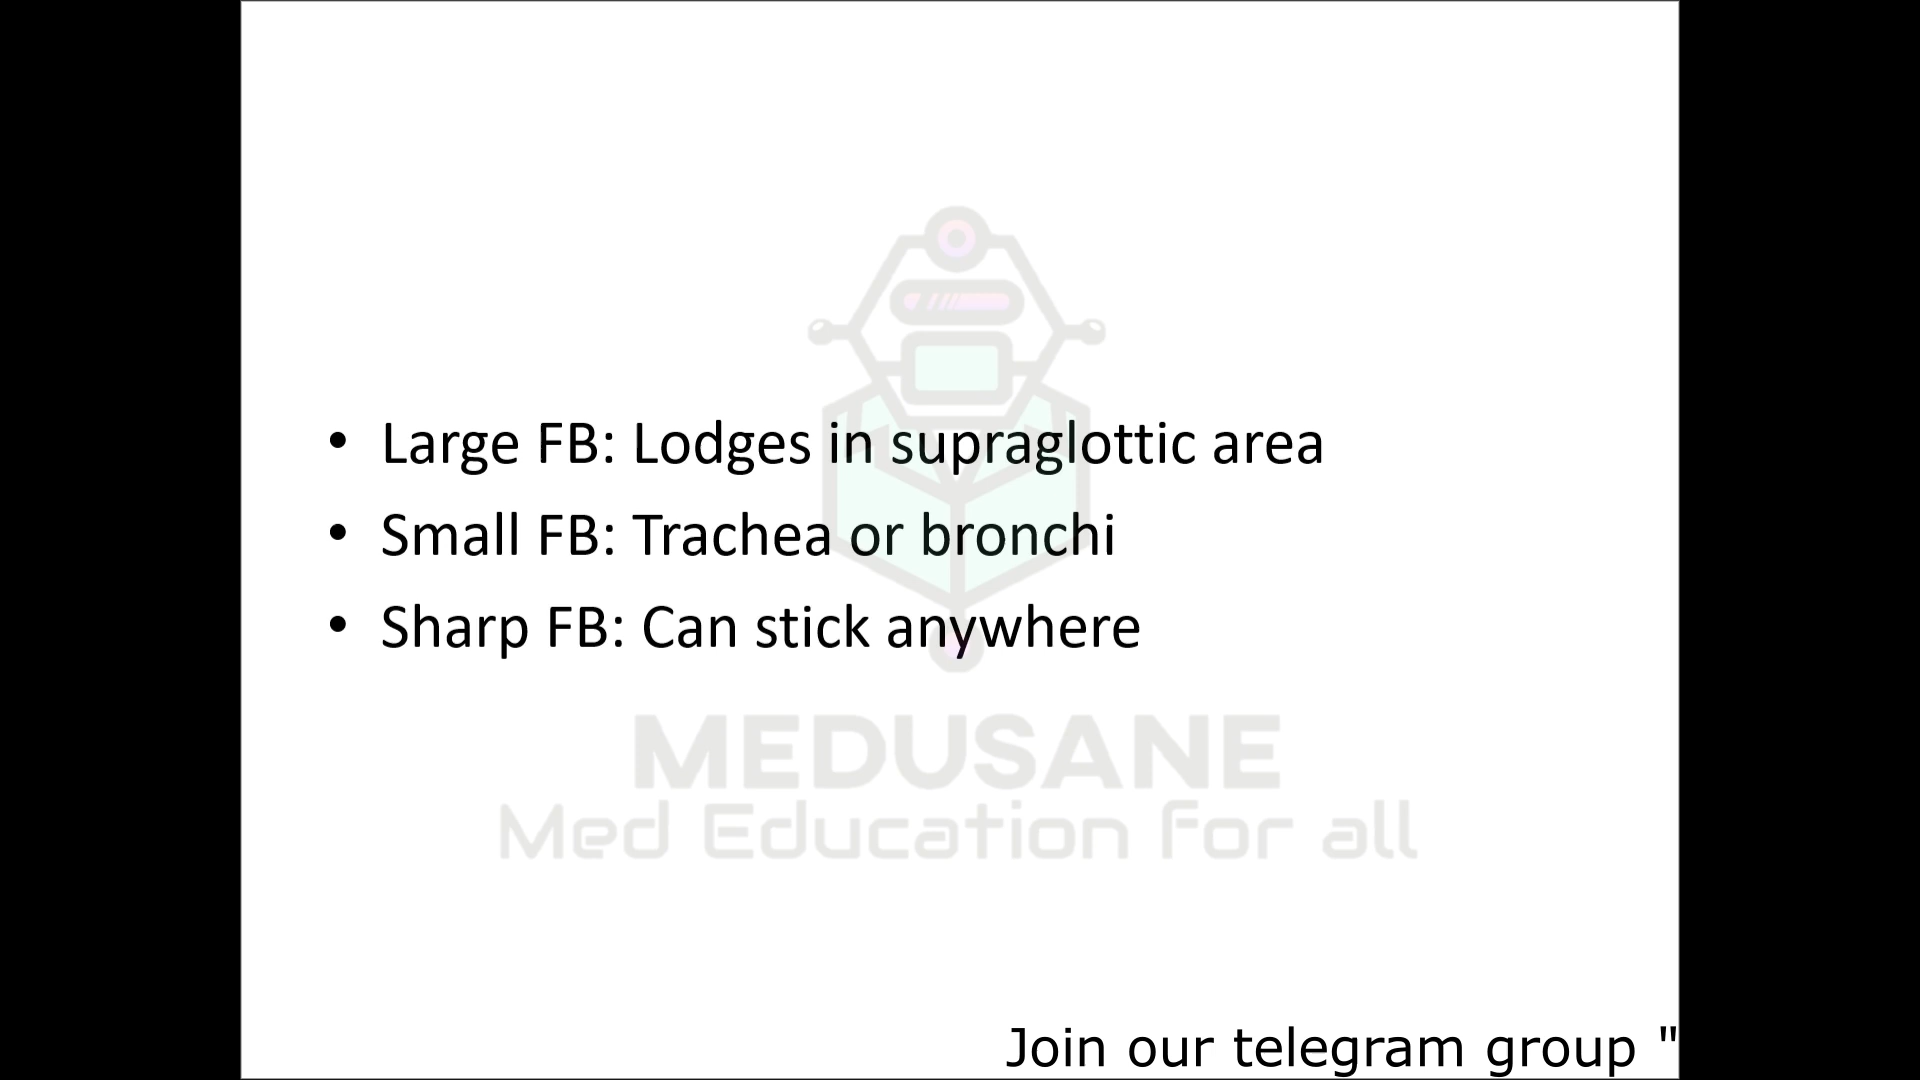 • Large FB: Lodges in supraglottic area
• Small FB: Trachea or bronchi
• Sharp FB: Can stick anywhere
MEDUSANE
Med Education for all
Join our telegram group "